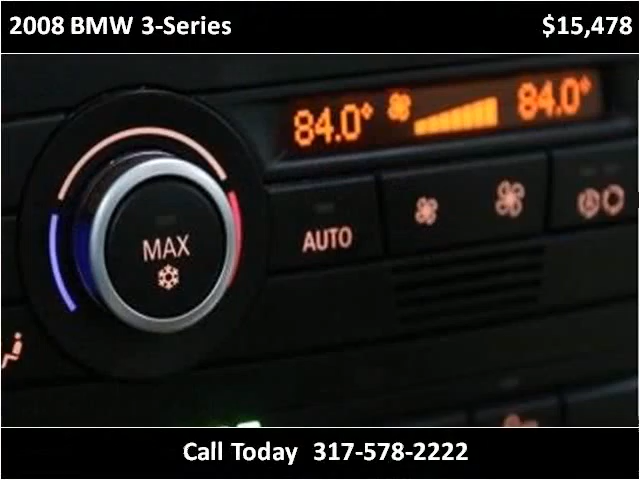 2008 BMW 3-Series $15,478
84.0° 84.0°
MAX AUTO
Call Today 317-578-2222